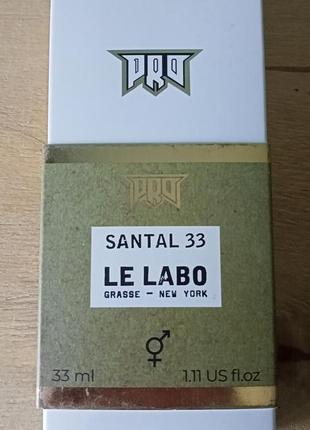 PRO
PRO
SANTAL 33
LE LABO
GRASSE – NEW YORK
33 ml 1.11 US fl.oz